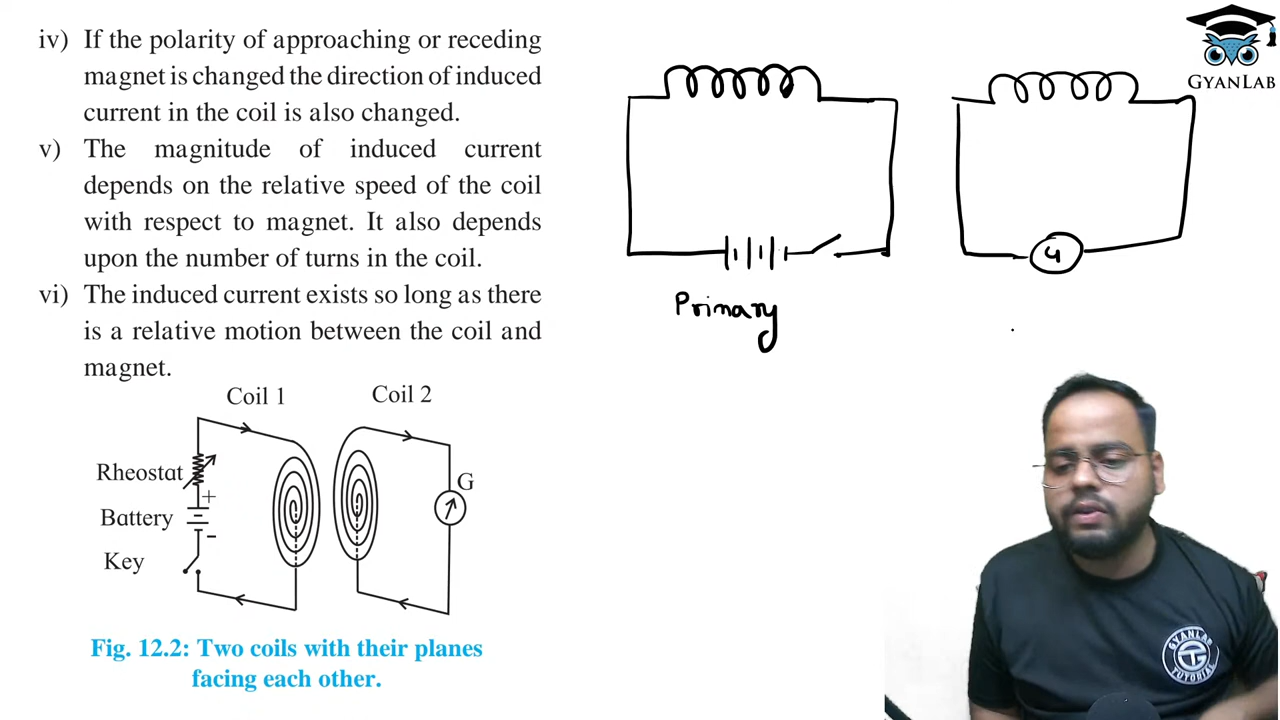 iv) If the polarity of approaching or receding
magnet is changed the direction of induced
current in the coil is also changed.
v) The magnitude of induced current
depends on the relative speed of the coil
with respect to magnet. It also depends
upon the number of turns in the coil.
vi) The induced current exists so long as there
is a relative motion between the coil and
magnet.
Coil 1 Coil 2
Rheostat
+
Battery
-
Key
G
Fig. 12.2: Two coils with their planes
facing each other.
GYANLAB
G
Primary
GYANLAB
TUTORIAL